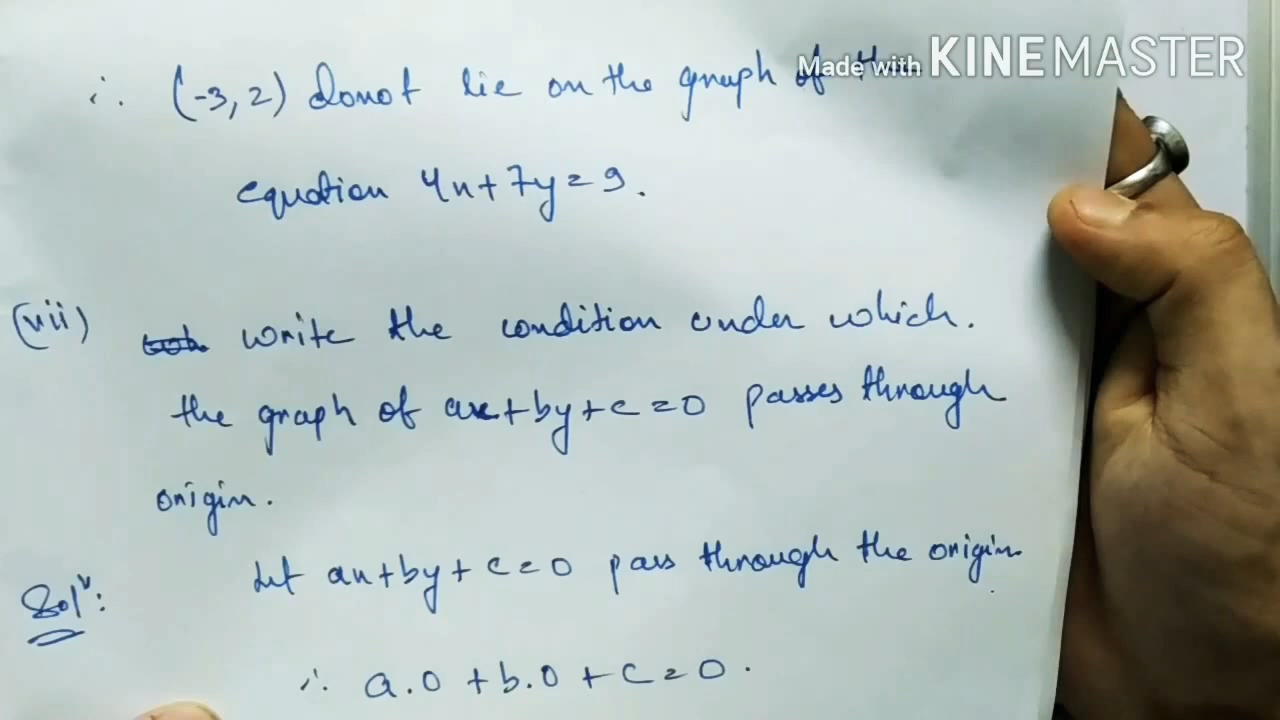 Made with KINEMASTER
∴ (-3, 2) donot lie on the graph of the
equation 4x+7y=9.
(vii) write the condition under which.
the graph of ax+by+c=0 passes through
origin.
Solⁿ: Let ax+by+c=0 pass through the origin.
∴ a.0 + b.0 + c = 0.